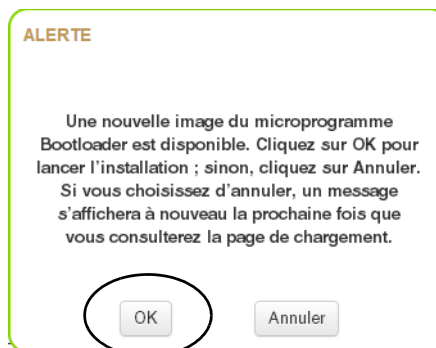 ALERTE
Une nouvelle image du microprogramme
Bootloader est disponible. Cliquez sur OK pour
lancer l'installation ; sinon, cliquez sur Annuler.
Si vous choisissez d'annuler, un message
s'affichera à nouveau la prochaine fois que
vous consulterez la page de chargement.
OK
Annuler